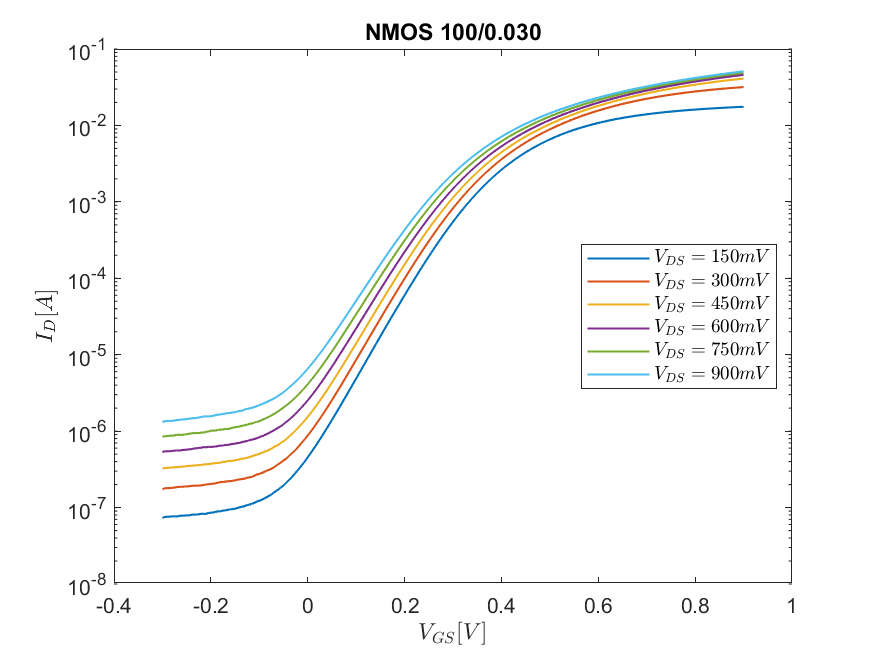 NMOS 100/0.030
10^-1
10^-2
10^-3
10^-4
10^-5
10^-6
10^-7
10^-8
I_D[A]
V_DS = 150mV
V_DS = 300mV
V_DS = 450mV
V_DS = 600mV
V_DS = 750mV
V_DS = 900mV
-0.4 -0.2 0 0.2 0.4 0.6 0.8 1
V_GS[V]